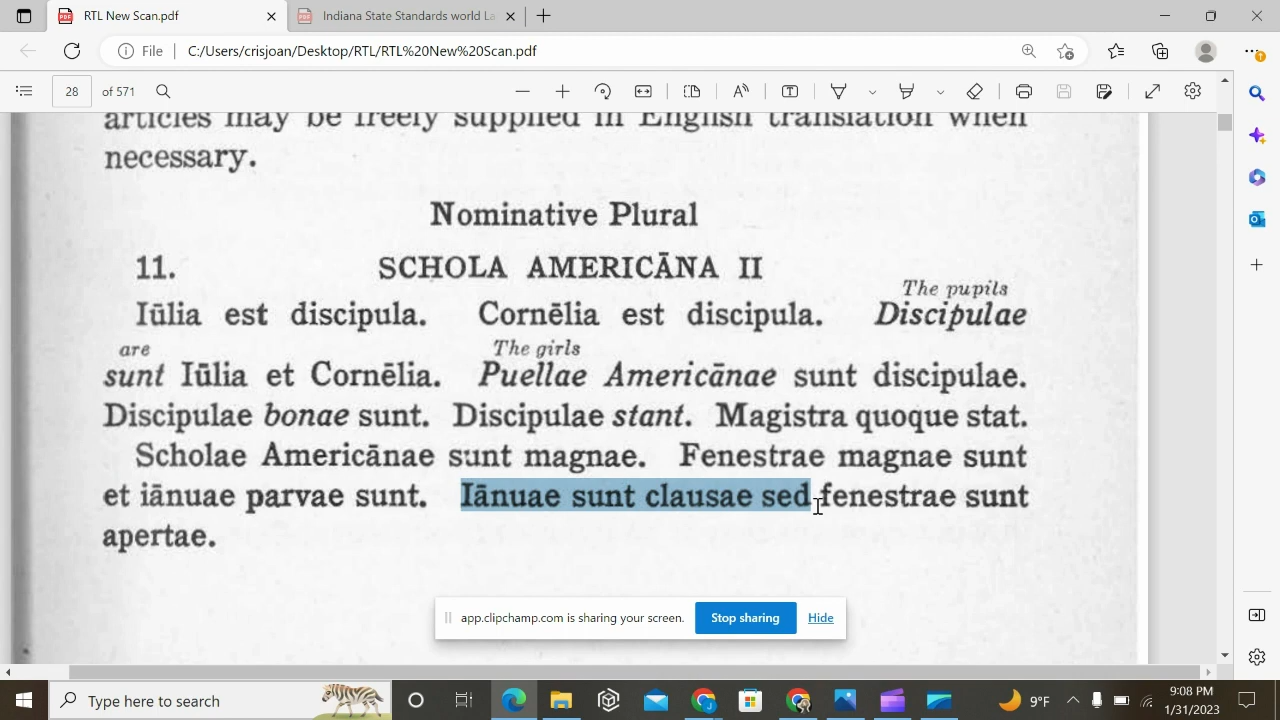 RTL New Scan.pdf
Indiana State Standards world La
File
C:/Users/crisjoan/Desktop/RTL/RTL%20New%20Scan.pdf
28 of 571
articles may be freely supplied in English translation when
necessary.
Nominative Plural
11. SCHOLA AMERICĀNA II
The pupils
Iūlia est discipula. Cornēlia est discipula. Discipulae
are The girls
sunt Iūlia et Cornēlia. Puellae Americānae sunt discipulae.
Discipulae bonae sunt. Discipulae stant. Magistra quoque stat.
Scholae Americānae sunt magnae. Fenestrae magnae sunt
et iānuae parvae sunt. Iānuae sunt clausae sed fenestrae sunt
apertae.
app.clipchamp.com is sharing your screen. Stop sharing Hide
Type here to search
9°F
9:08 PM
1/31/2023